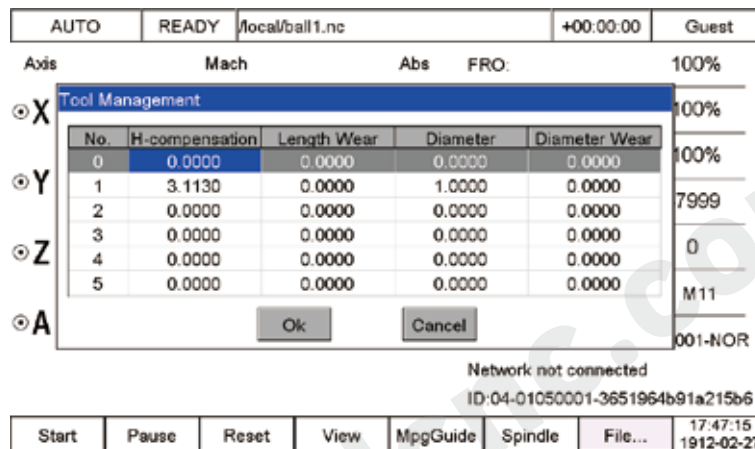 AUTO READY /local/ball1.nc +00:00:00 Guest
Axis Mach Abs FRO: 100%
Tool Management
X 100%
No. H-compensation Length Wear Diameter Diameter Wear
0 0.0000 0.0000 0.0000 0.0000 100%
1 3.1130 0.0000 1.0000 0.0000
Y
2 0.0000 0.0000 0.0000 0.0000 7999
3 0.0000 0.0000 0.0000 0.0000
Z 0
4 0.0000 0.0000 0.0000 0.0000
5 0.0000 0.0000 0.0000 0.0000 M11
A Ok Cancel 001-NOR
Network not connected
ID:04-01050001-3651964b91a215b6
Start Pause Reset View MpgGuide Spindle File... 17:47:15
1912-02-27